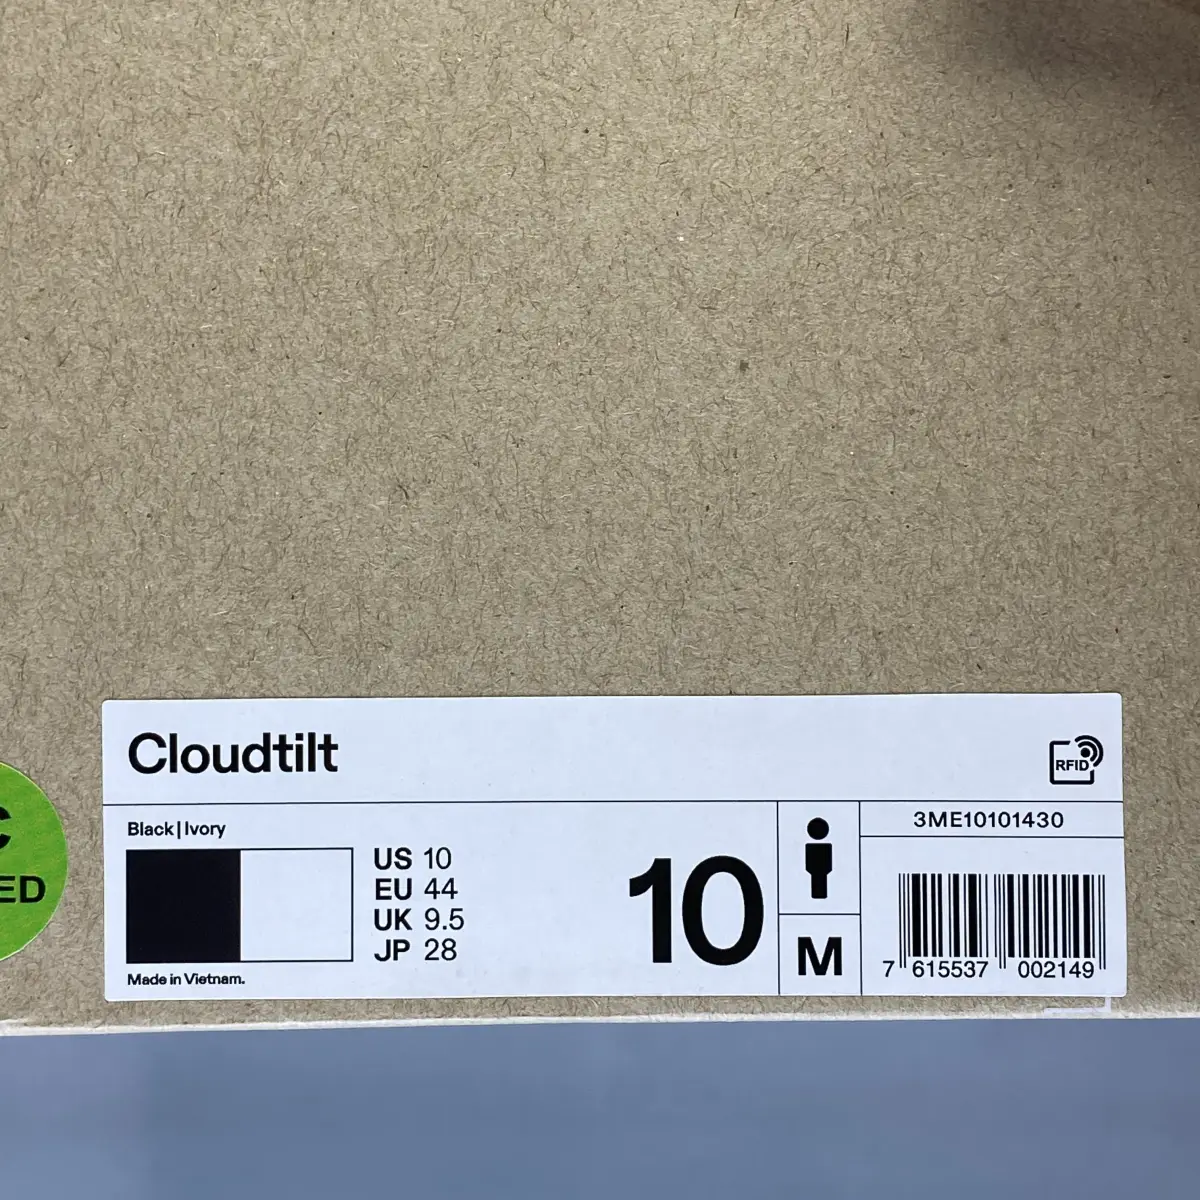 Cloudtilt
RFID
Black|Ivory
3ME10101430
US 10
EU 44
UK 9.5
JP 28
10
M
7 615537 002149
Made in Vietnam.
C
ED